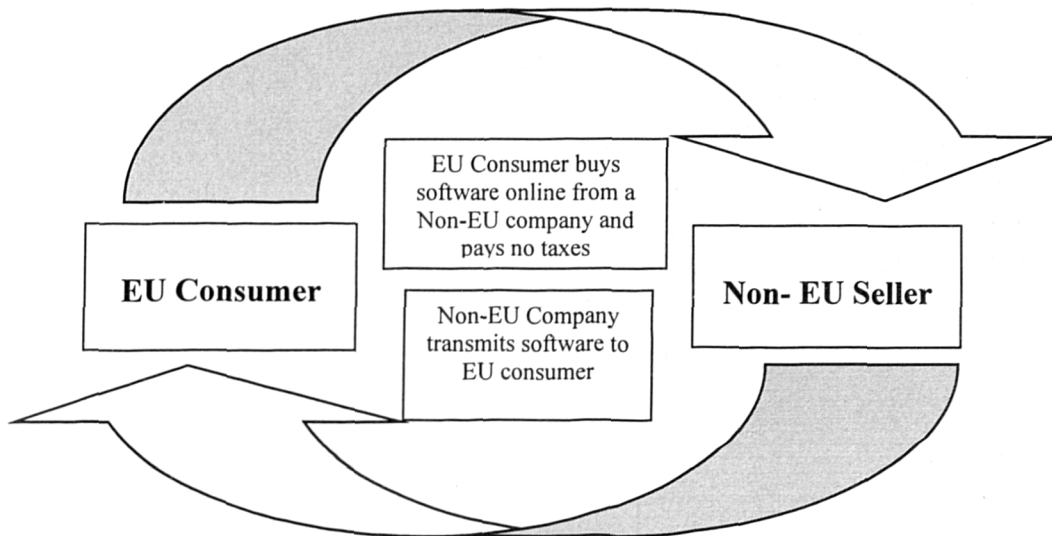 EU Consumer buys
software online from a
Non-EU company and
pays no taxes
EU Consumer
Non- EU Seller
Non-EU Company
transmits software to
EU consumer